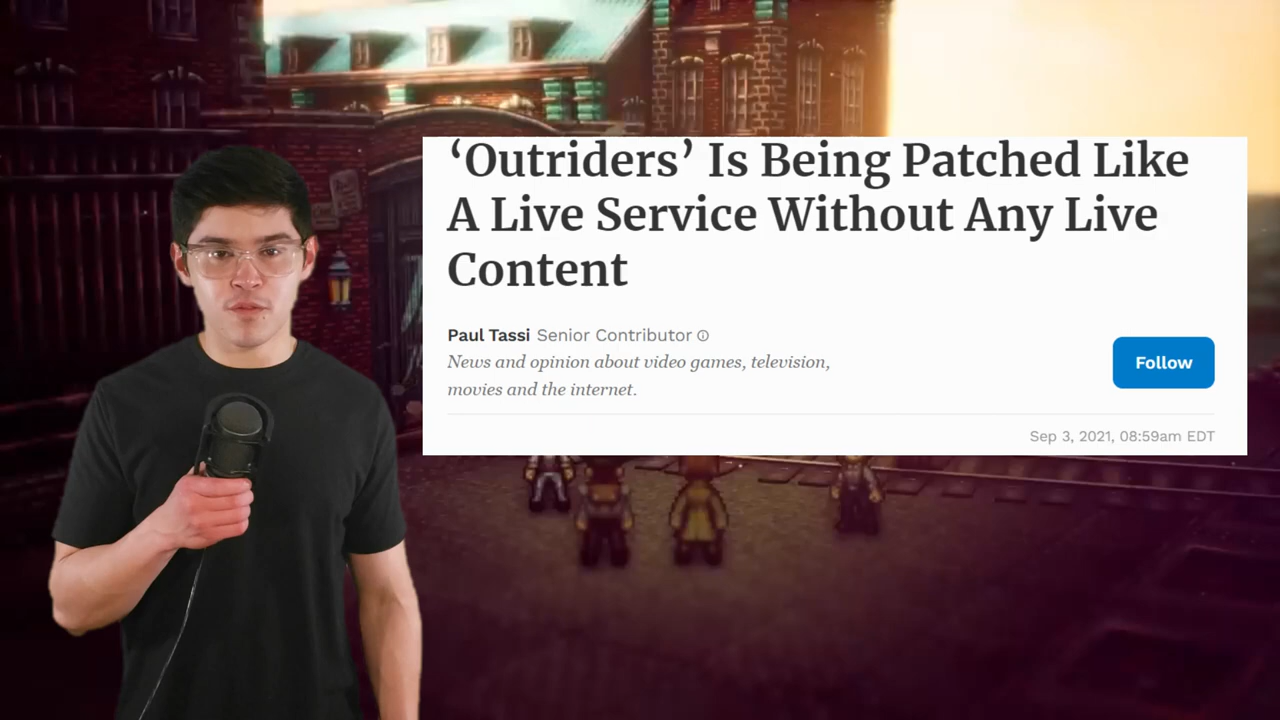 ‘Outriders’ Is Being Patched Like
A Live Service Without Any Live
Content
Paul Tassi Senior Contributor
News and opinion about video games, television,
movies and the internet.
Follow
Sep 3, 2021, 08:59am EDT